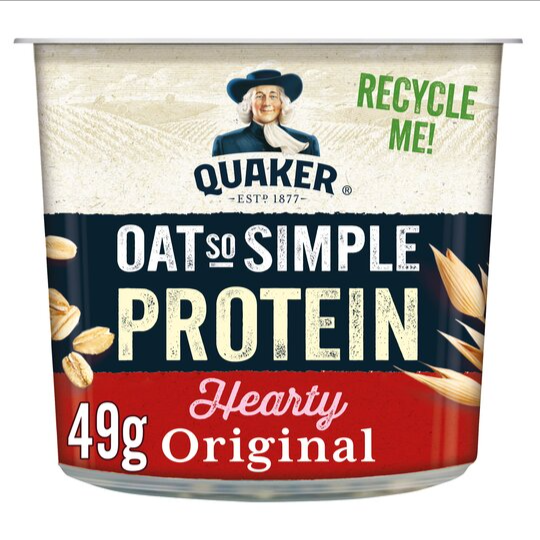 RECYCLE
ME!
QUAKER ®
-ESTD 1877-
OAT so SIMPLE
PROTEIN
Hearty
49g Original